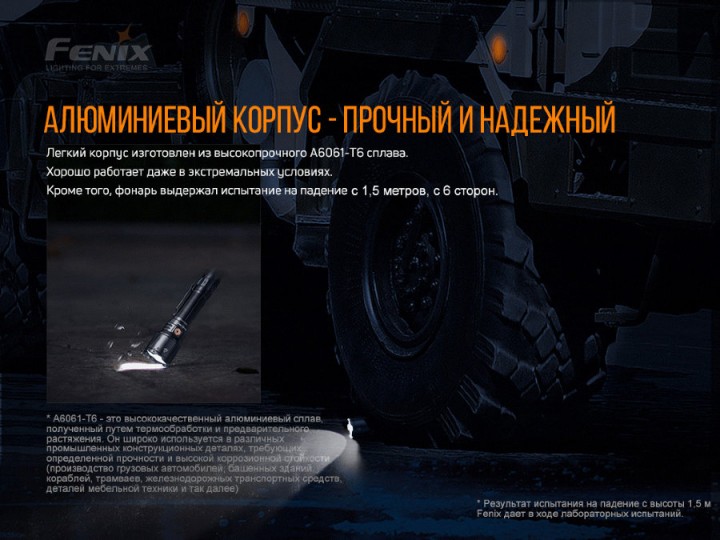 FENIX
LIGHTING FOR EXTREMES
АЛЮМИНИЕВЫЙ КОРПУС - ПРОЧНЫЙ И НАДЕЖНЫЙ
Легкий корпус изготовлен из высокопрочного A6061-T6 сплава.
Хорошо работает даже в экстремальных условиях.
Кроме того, фонарь выдержал испытание на падение с 1,5 метров, с 6 сторон.
* A6061-T6 - это высококачественный алюминиевый сплав,
полученный путем термообработки и предварительного
растяжения. Он широко используется в различных
промышленных конструкционных деталях, требующих
определенной прочности и высокой коррозионной стойкости
(производство грузовых автомобилей, башенных зданий,
кораблей, трамваев, железнодорожных транспортных средств,
деталей мебельной техники и так далее)
* Результат испытания на падение с высоты 1,5 м
Fenix дает в ходе лабораторных испытаний.